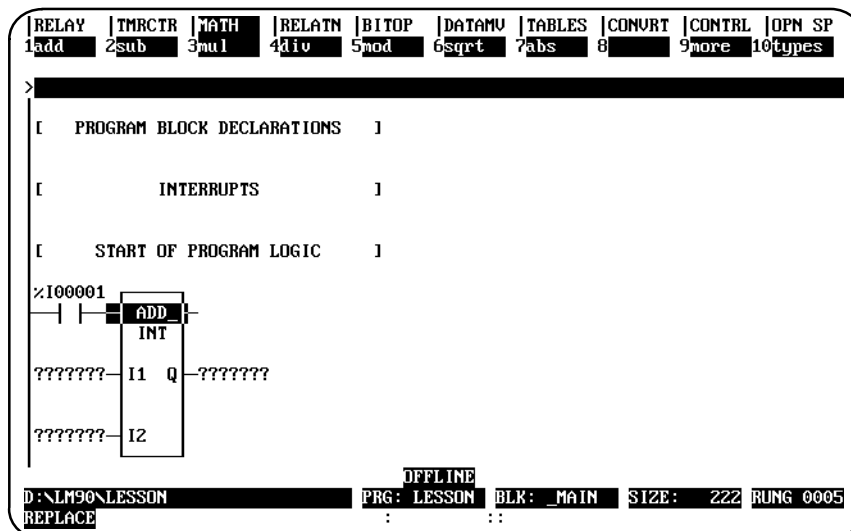 RELAY |TMRCTR |MATH |RELATN |BITOP |DATAMV |TABLES |CONVRT |CONTRL |OPN SP
1add 2sub 3mul 4div 5mod 6sqrt 7abs 8 9more 10types
>
[ PROGRAM BLOCK DECLARATIONS ]
[ INTERRUPTS ]
[ START OF PROGRAM LOGIC ]
%I00001
ADD_
INT
???????—I1 Q—???????
???????—I2
OFFLINE
D:\LM90\LESSON PRG: LESSON BLK: _MAIN SIZE: 222 RUNG 0005
REPLACE : ::